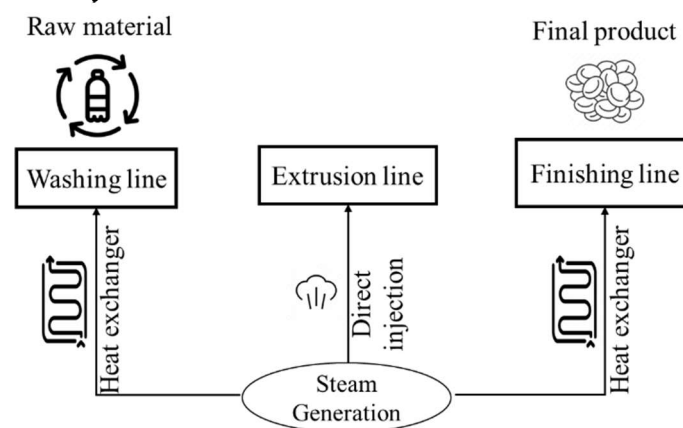 Raw material
Final product
Washing line
Extrusion line
Finishing line
Heat exchanger
Direct
injection
Heat exchanger
Steam
Generation